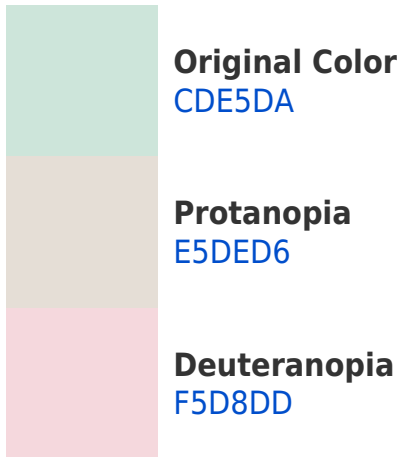 Original Color
CDE5DA
Protanopia
E5DED6
Deuteranopia
F5D8DD